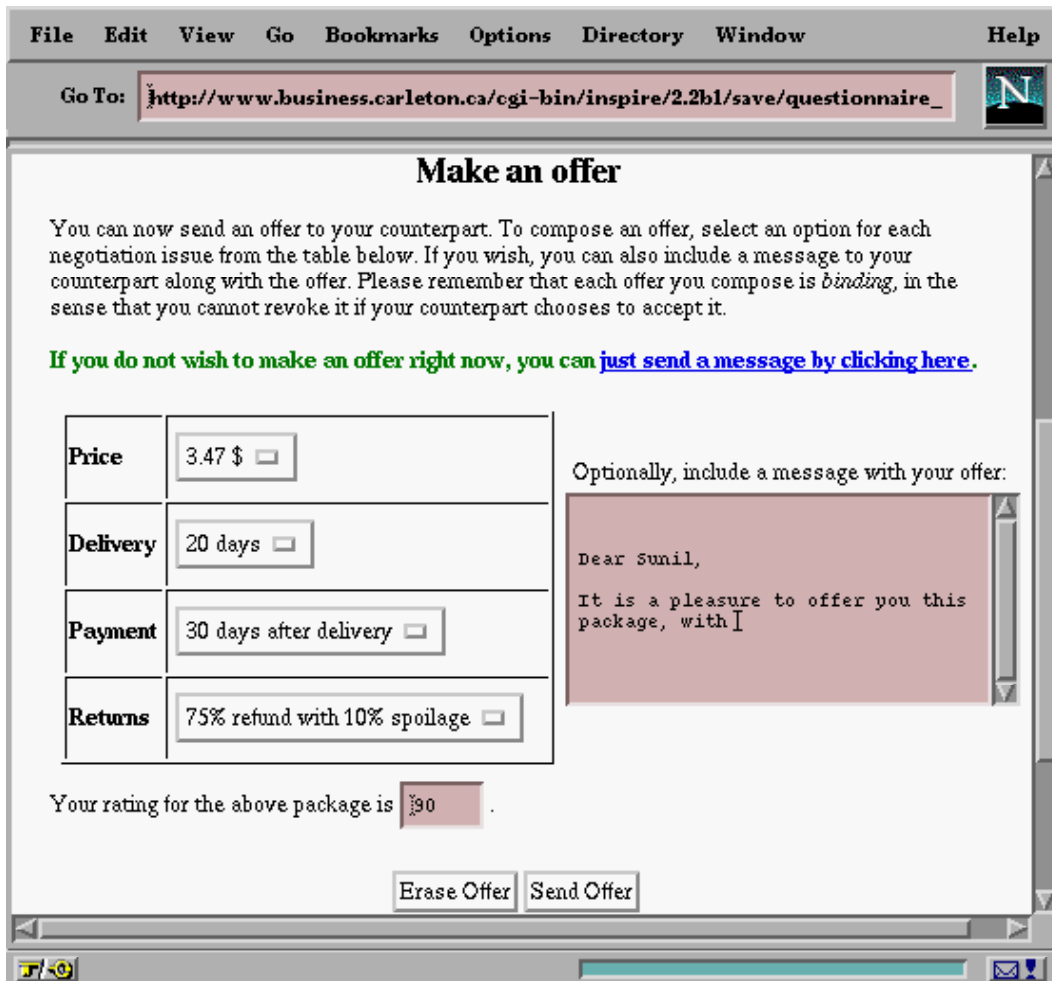 File Edit View Go Bookmarks Options Directory Window Help
Go To: http://www.business.carleton.ca/cgi-bin/inspire/2.2b1/save/questionnaire_
N
Make an offer
You can now send an offer to your counterpart. To compose an offer, select an option for each
negotiation issue from the table below. If you wish, you can also include a message to your
counterpart along with the offer. Please remember that each offer you compose is binding, in the
sense that you cannot revoke it if your counterpart chooses to accept it.
If you do not wish to make an offer right now, you can just send a message by clicking here.
Price 3.47 $
Delivery 20 days
Payment 30 days after delivery
Returns 75% refund with 10% spoilage
Optionally, include a message with your offer:
Dear Sunil,
It is a pleasure to offer you this
package, with
Your rating for the above package is 90 .
Erase Offer Send Offer